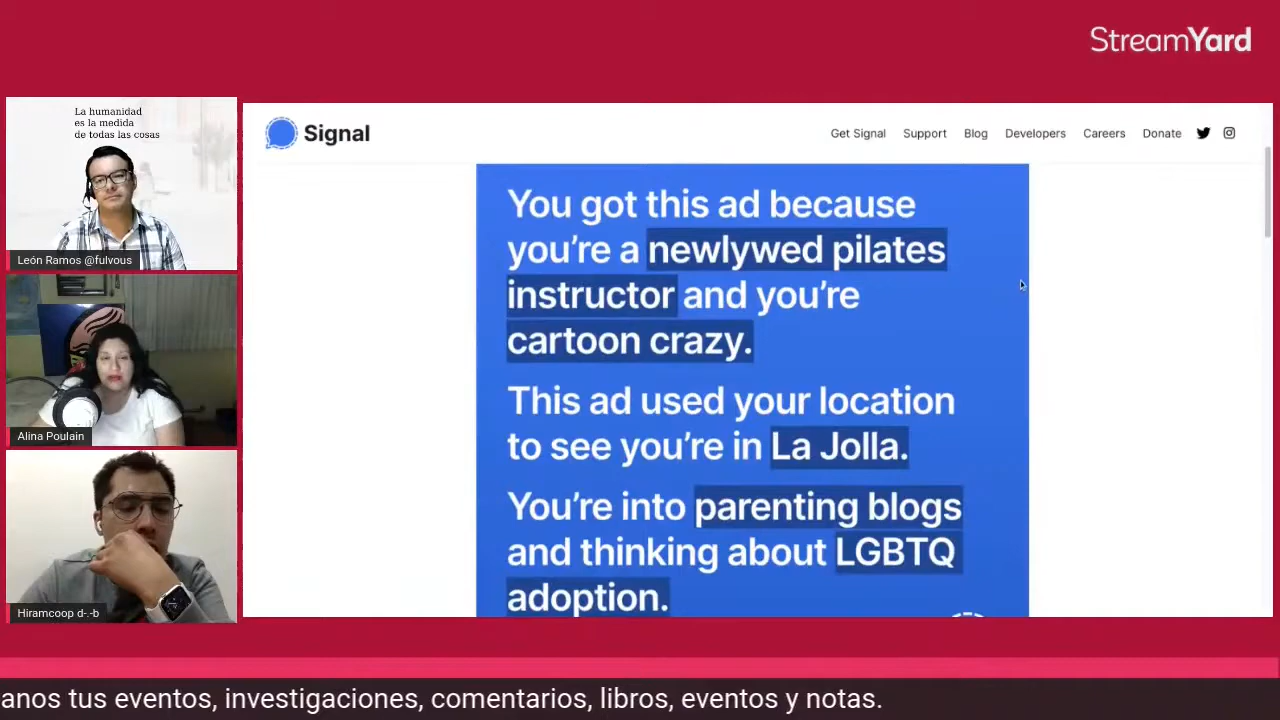 StreamYard
La humanidad
es la medida
de todas las cosas
León Ramos @fulvous
Alina Poulain
Hiramcoop d-.-b
Signal
Get Signal Support Blog Developers Careers Donate
You got this ad because
you’re a newlywed pilates
instructor and you’re
cartoon crazy.
This ad used your location
to see you’re in La Jolla.
You’re into parenting blogs
and thinking about LGBTQ
adoption.
anos tus eventos, investigaciones, comentarios, libros, eventos y notas.